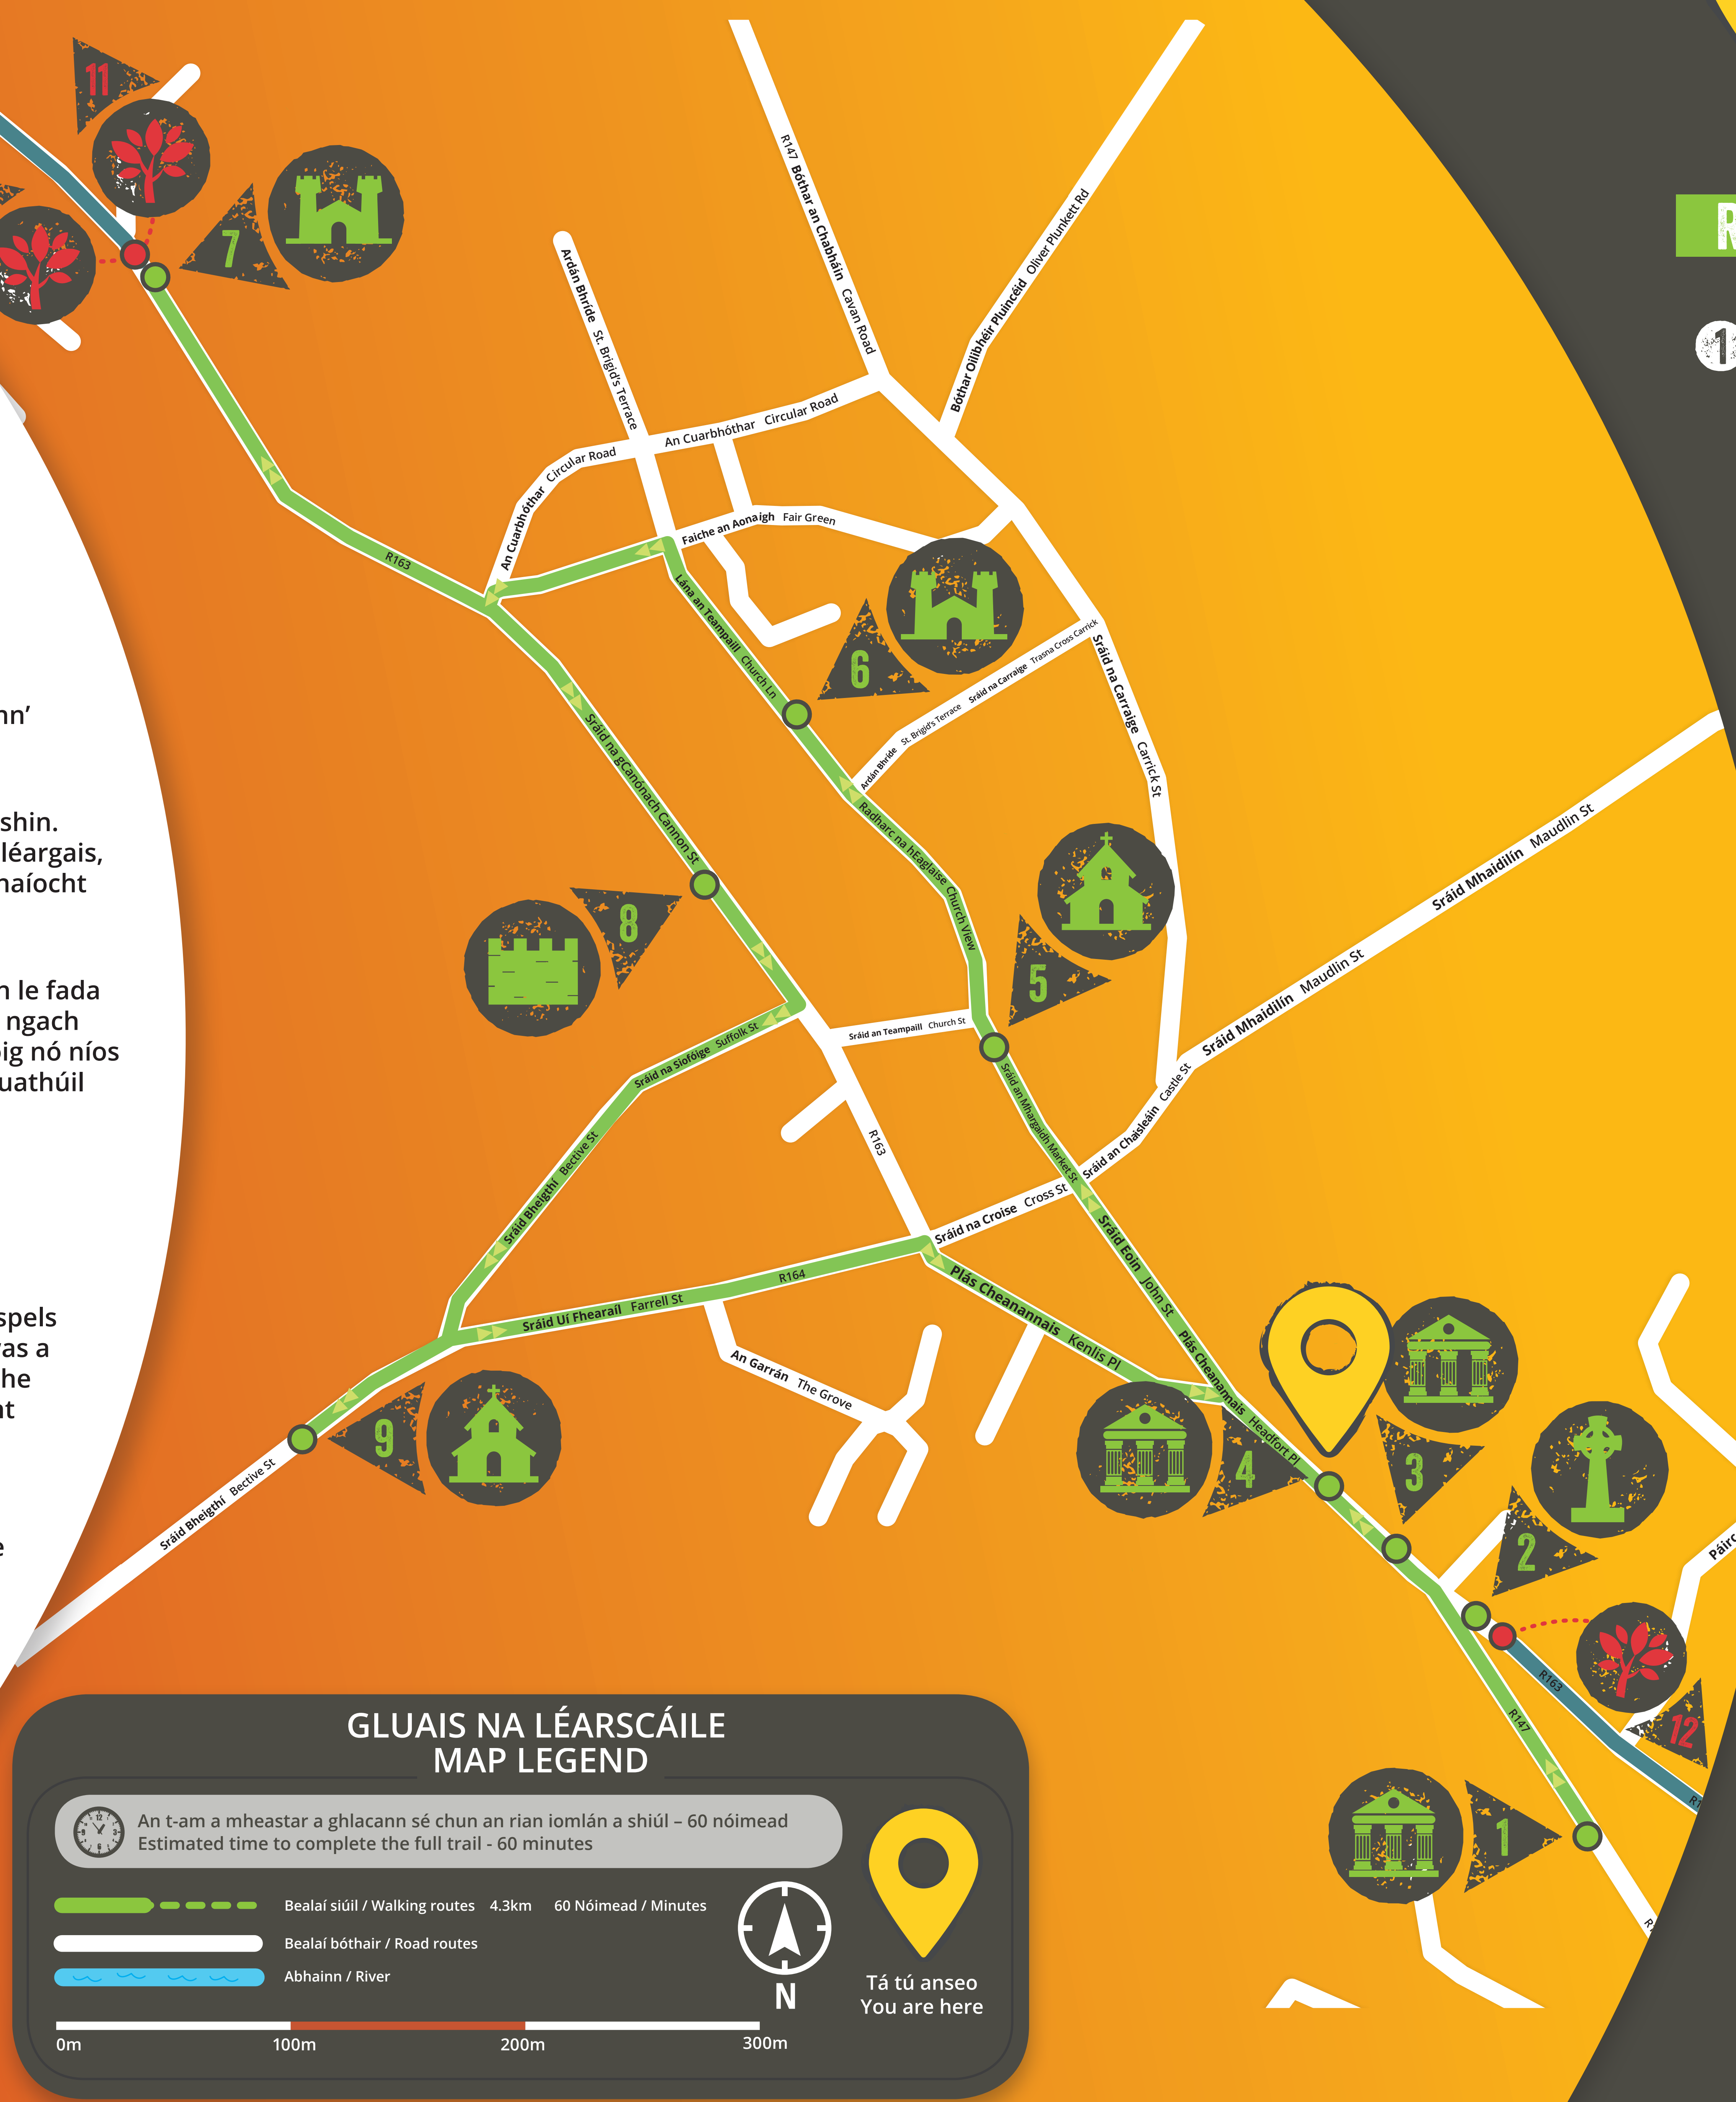 11
7
R147 Bóthar an Chabháin Cavan Road
Bóthar Oilibhéir Pluincéid Oliver Plunkett Rd
Ardán Bhríde St. Brigid's Terrace
An Cuarbhóthar Circular Road
An Cuarbhóthar Circular Road
Faiche an Aonaigh Fair Green
R163
Lána an Teampaill Church Ln
6
Ardán Bhríde St. Brigid's Terrace Sráid na Carraige Trasna Cross Carrick
Sráid na Carraige Carrick St
Sráid na gCanónach Cannon St
Radharc na hEaglaise Church View
8
5
Sráid Mhaidilín Maudlin St
Sráid Mhaidilín Maudlin St
Sráid na Siofóige Suffolk St
Sráid an Teampaill Church St
Sráid an Mhargaidh Market St
Sráid an Chaisleáin Castle St
R163
Sráid Bheigthí Bective St
Sráid na Croise Cross St
Sráid Eoin John St
R164
Sráid Uí Fhearaíl Farrell St
Plás Cheanannais Kenlis Pl
An Garrán The Grove
Plás Cheanannais Headfort Pl
9
4
3
2
Sráid Bheigthí Bective St
R163
R147
12
1
nn’
shin.
léargais,
naíocht
n le fada
ngach
óig nó níos
uathúil
spels
vas a
he
nt
e
R
1
Páirc
R1
R
GLUAIS NA LÉARSCÁILE
MAP LEGEND
An t-am a mheastar a ghlacann sé chun an rian iomlán a shiúl – 60 nóimead
Estimated time to complete the full trail - 60 minutes
Bealaí siúil / Walking routes 4.3km 60 Nóimead / Minutes
Bealaí bóthair / Road routes
Abhainn / River
N
Tá tú anseo
You are here
0m 100m 200m 300m